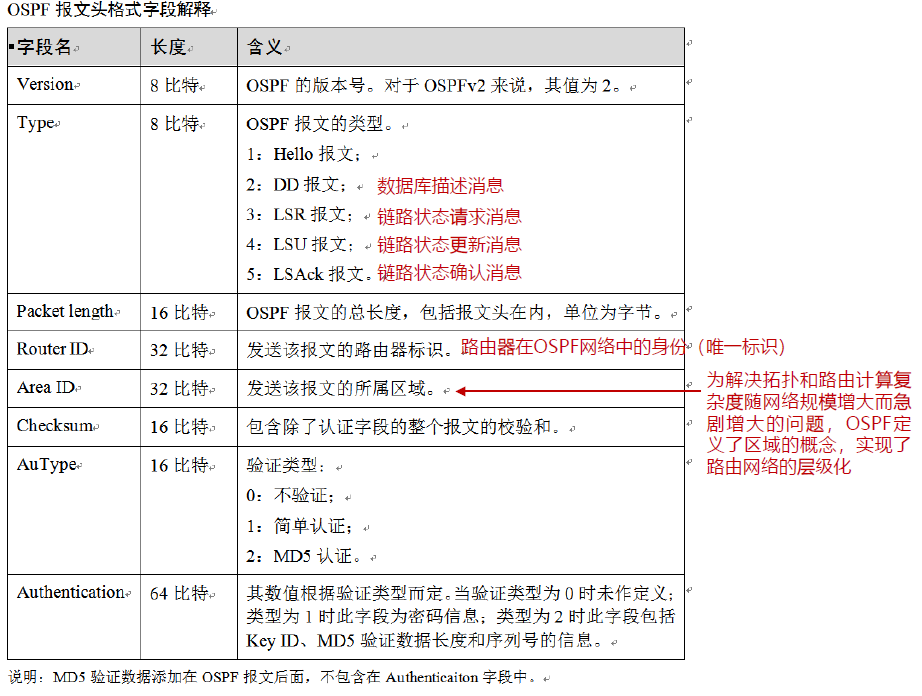 OSPF 报文头格式字段解释
字段名 长度 含义
Version 8 比特 OSPF 的版本号。对于 OSPFv2 来说，其值为 2。
Type 8 比特 OSPF 报文的类型。
1：Hello 报文；
2：DD 报文； 数据库描述消息
3：LSR 报文； 链路状态请求消息
4：LSU 报文； 链路状态更新消息
5：LSAck 报文。 链路状态确认消息
Packet length 16 比特 OSPF 报文的总长度，包括报文头在内，单位为字节。
Router ID 32 比特 发送该报文的路由器标识。 路由器在OSPF网络中的身份（唯一标识）
Area ID 32 比特 发送该报文的所属区域。
为解决拓扑和路由计算复
杂度随网络规模增大而急
剧增大的问题，OSPF定
义了区域的概念，实现了
路由网络的层级化
Checksum 16 比特 包含除了认证字段的整个报文的校验和。
AuType 16 比特 验证类型：
0：不验证；
1：简单认证；
2：MD5 认证。
Authentication 64 比特 其数值根据验证类型而定。当验证类型为 0 时未作定义；
类型为 1 时此字段为密码信息；类型为 2 时此字段包括
Key ID、MD5 验证数据长度和序列号的信息。
说明：MD5 验证数据添加在 OSPF 报文后面，不包含在 Authenticaiton 字段中。